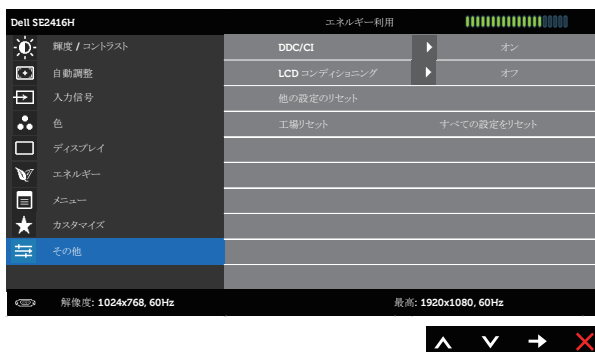 Dell SE2416H エネルギー利用
輝度 / コントラスト DDC/CI オン
自動調整 LCD コンディショニング オフ
入力信号 他の設定のリセット
色 工場リセット すべての設定をリセット
ディスプレイ
エネルギー
メニュー
カスタマイズ
その他
解像度: 1024x768, 60Hz 最高: 1920x1080, 60Hz